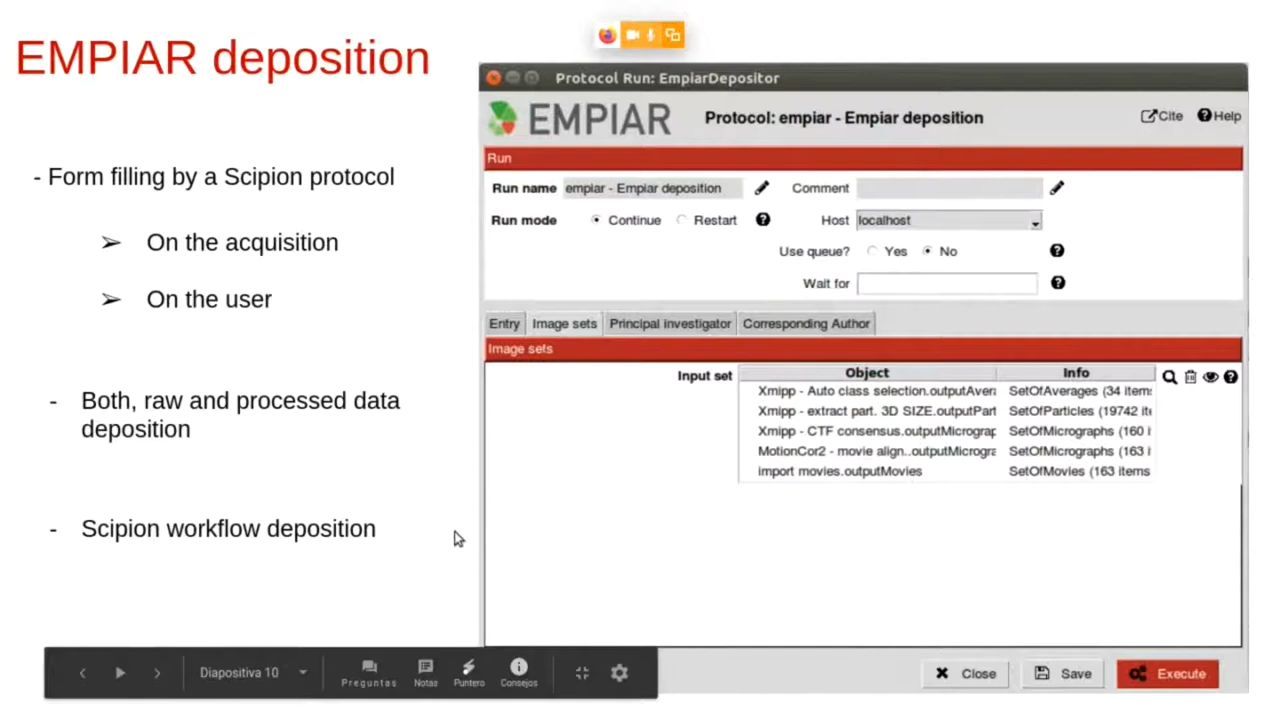 EMPIAR deposition
- Form filling by a Scipion protocol
➢ On the acquisition
➢ On the user
- Both, raw and processed data
deposition
- Scipion workflow deposition
Protocol Run: EmpiarDepositor
EMPIAR
Protocol: empiar - Empiar deposition
Cite
Help
Run
Run name empiar - Empiar deposition Comment
Run mode Continue Restart Host localhost
Use queue? Yes No
Wait for
Entry Image sets Principal investigator Corresponding Author
Image sets
Input set Object Info
Xmipp - Auto class selection.outputAvera SetOfAverages (34 items
Xmipp - extract part. 3D SIZE.outputPart SetOfParticles (19742 ite
Xmipp - CTF consensus.outputMicrograp SetOfMicrographs (160 i
MotionCor2 - movie align..outputMicrogra SetOfMicrographs (163 i
import movies.outputMovies SetOfMovies (163 items
Close Save Execute
Diapositiva 10 Preguntas Notas Puntero Consejos